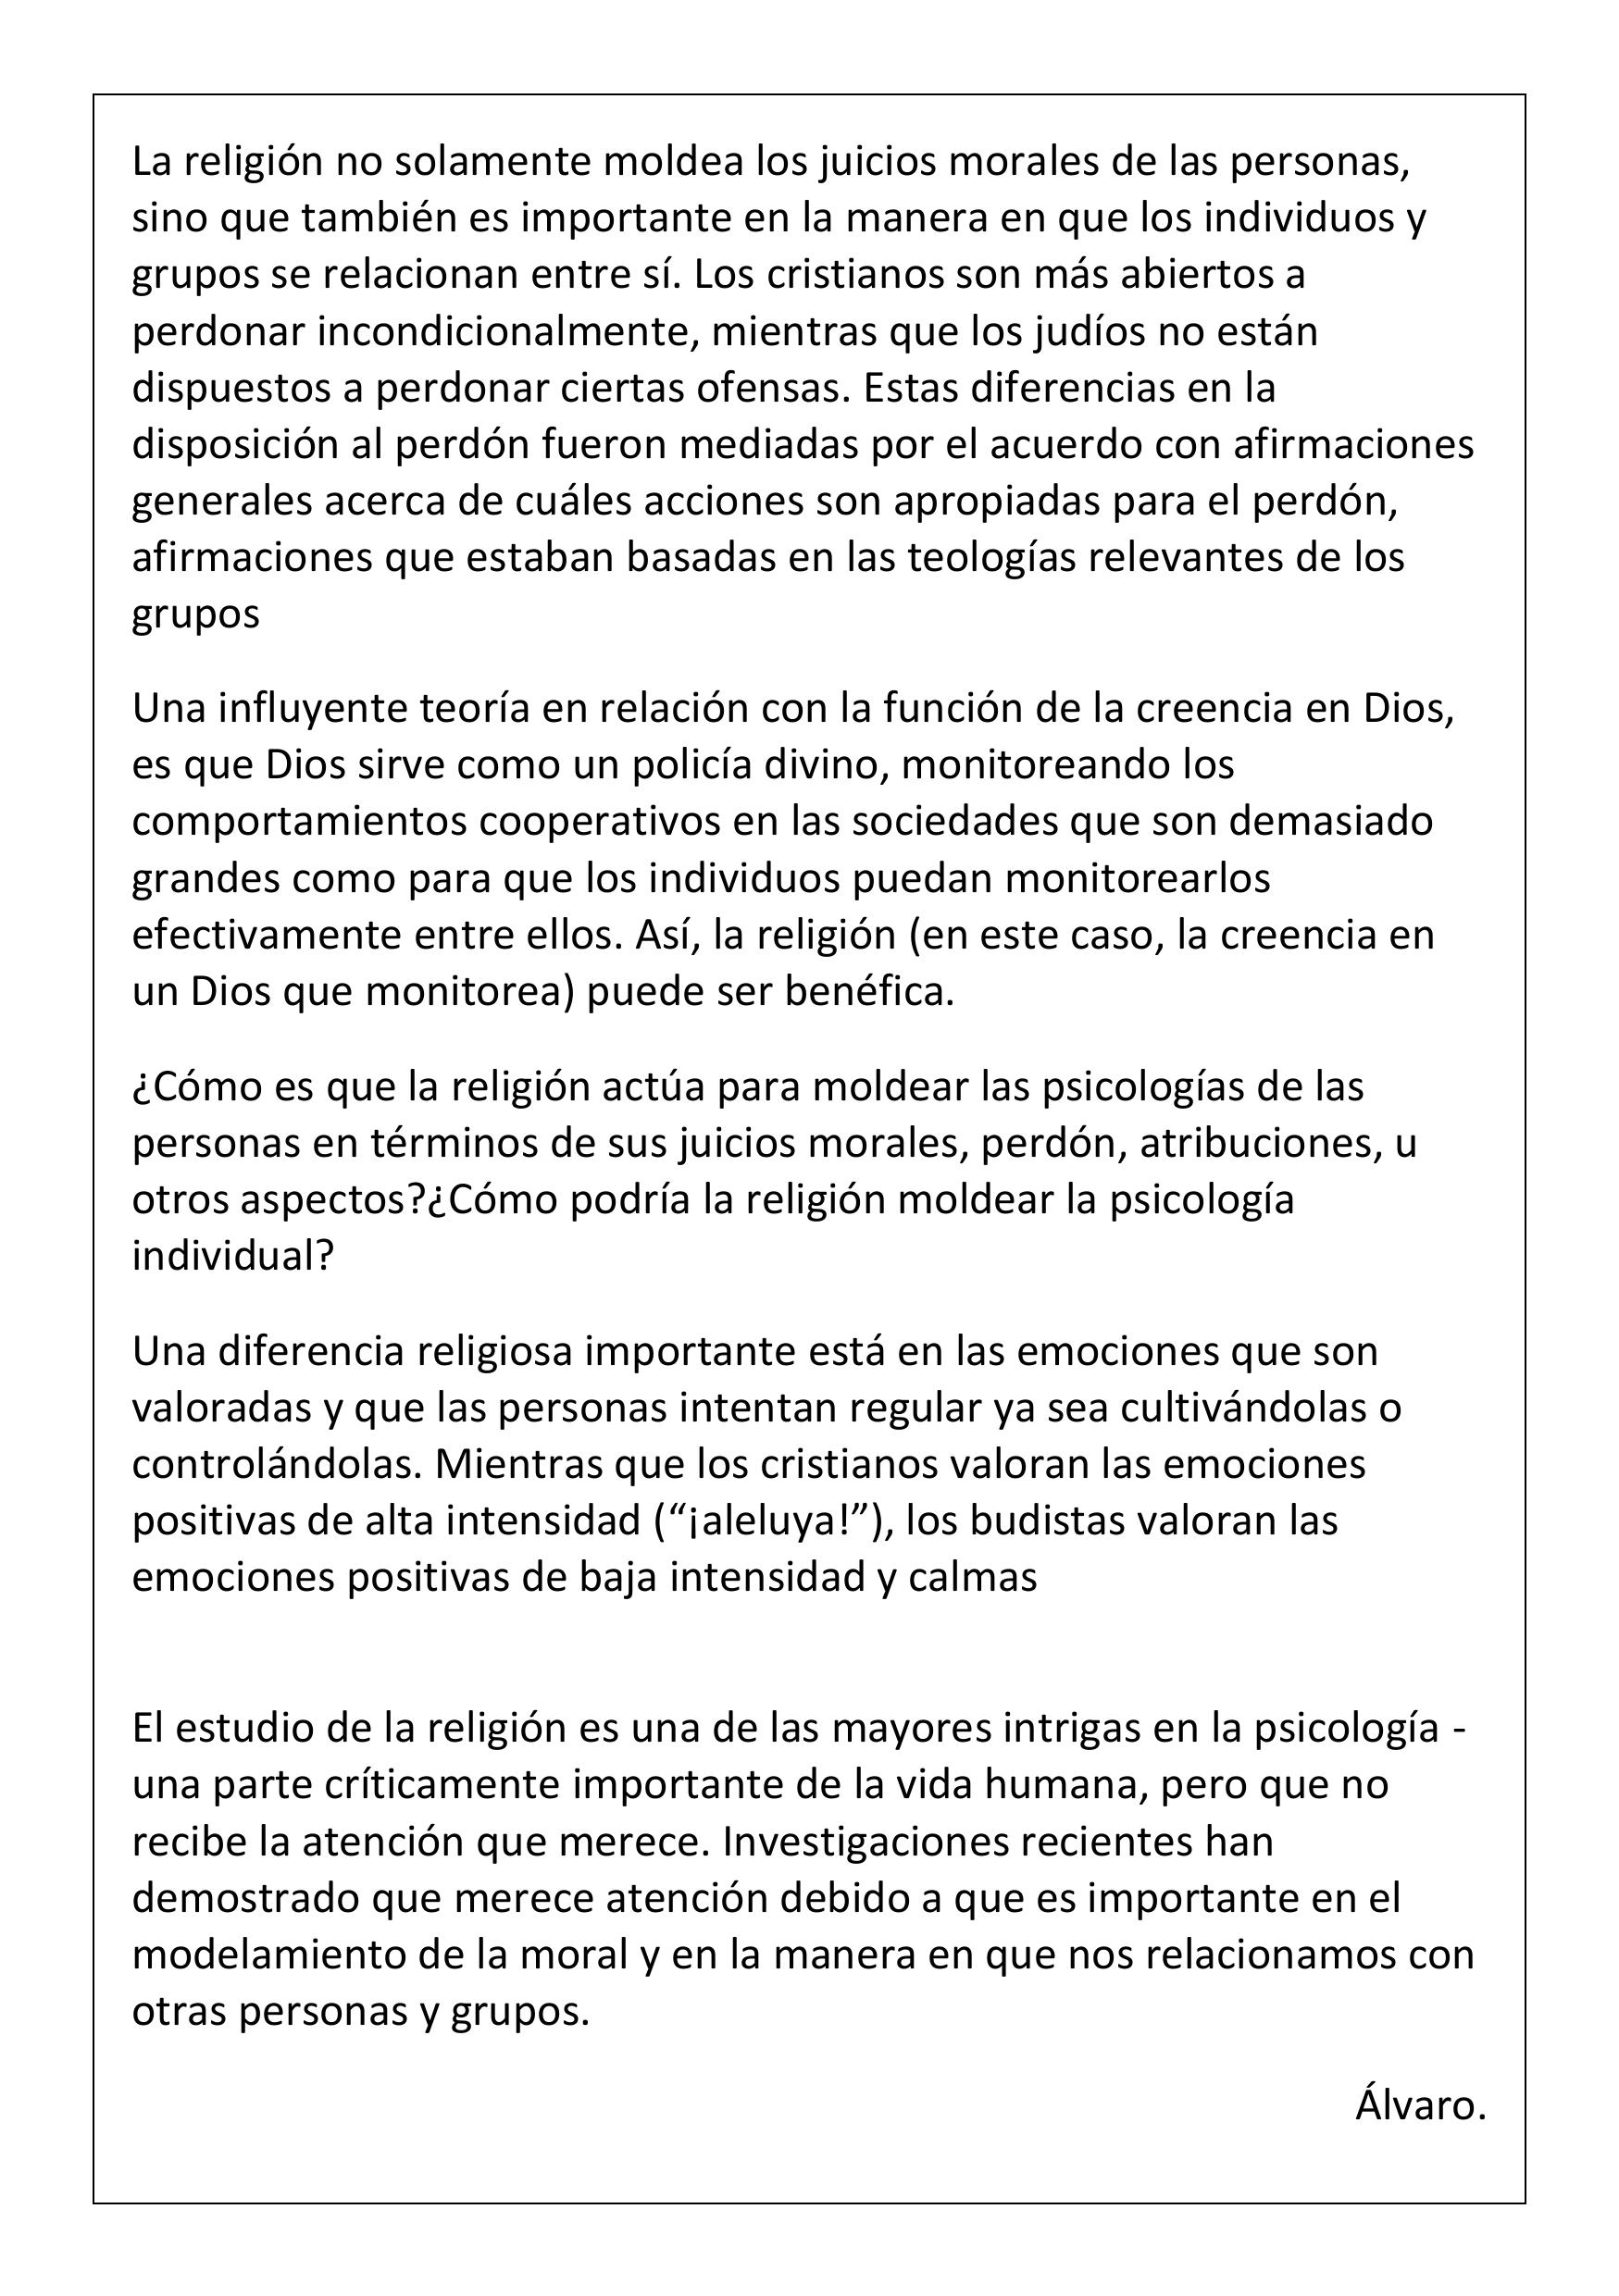 La religión no solamente moldea los juicios morales de las personas,
sino que también es importante en la manera en que los individuos y
grupos se relacionan entre sí. Los cristianos son más abiertos a
perdonar incondicionalmente, mientras que los judíos no están
dispuestos a perdonar ciertas ofensas. Estas diferencias en la
disposición al perdón fueron mediadas por el acuerdo con afirmaciones
generales acerca de cuáles acciones son apropiadas para el perdón,
afirmaciones que estaban basadas en las teologías relevantes de los
grupos
Una influyente teoría en relación con la función de la creencia en Dios,
es que Dios sirve como un policía divino, monitoreando los
comportamientos cooperativos en las sociedades que son demasiado
grandes como para que los individuos puedan monitorearlos
efectivamente entre ellos. Así, la religión (en este caso, la creencia en
un Dios que monitorea) puede ser benéfica.
¿Cómo es que la religión actúa para moldear las psicologías de las
personas en términos de sus juicios morales, perdón, atribuciones, u
otros aspectos?¿Cómo podría la religión moldear la psicología
individual?
Una diferencia religiosa importante está en las emociones que son
valoradas y que las personas intentan regular ya sea cultivándolas o
controlándolas. Mientras que los cristianos valoran las emociones
positivas de alta intensidad (“¡aleluya!”), los budistas valoran las
emociones positivas de baja intensidad y calmas
El estudio de la religión es una de las mayores intrigas en la psicología -
una parte críticamente importante de la vida humana, pero que no
recibe la atención que merece. Investigaciones recientes han
demostrado que merece atención debido a que es importante en el
modelamiento de la moral y en la manera en que nos relacionamos con
otras personas y grupos.
Álvaro.